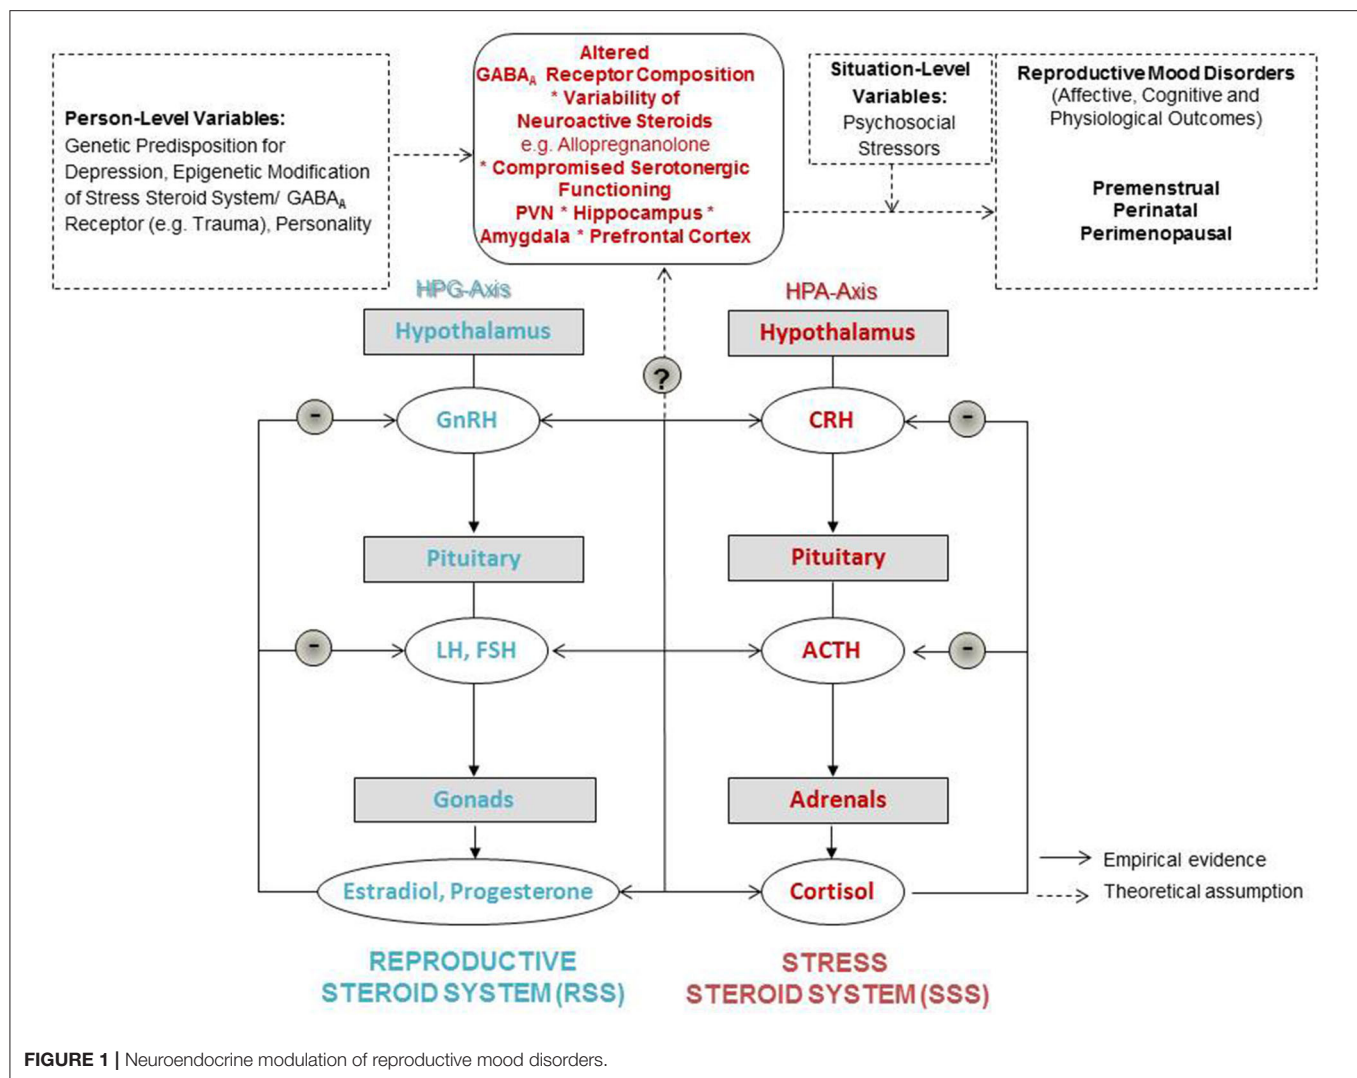 Person-Level Variables:
Genetic Predisposition for
Depression, Epigenetic Modification
of Stress Steroid System/ GABAA
Receptor (e.g. Trauma), Personality
Altered
GABAA Receptor Composition
* Variability of
Neuroactive Steroids
e.g. Allopregnanolone
* Compromised Serotonergic
Functioning
PVN * Hippocampus *
Amygdala * Prefrontal Cortex
Situation-Level
Variables:
Psychosocial
Stressors
Reproductive Mood Disorders
(Affective, Cognitive and
Physiological Outcomes)
Premenstrual
Perinatal
Perimenopausal
HPG-Axis
HPA-Axis
Hypothalamus
Hypothalamus
?
-
GnRH
CRH
-
Pituitary
Pituitary
-
LH, FSH
ACTH
-
Gonads
Adrenals
Estradiol, Progesterone
Cortisol
Empirical evidence
Theoretical assumption
REPRODUCTIVE
STEROID SYSTEM (RSS)
STRESS
STEROID SYSTEM (SSS)
FIGURE 1 | Neuroendocrine modulation of reproductive mood disorders.